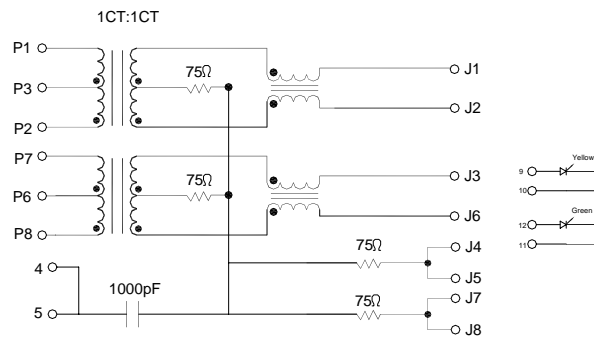 1CT:1CT
P1
P3
P2
P7
P6
P8
4
5
1000pF
75Ω
75Ω
75Ω
75Ω
J1
J2
J3
J6
J4
J5
J7
J8
Yellow
9
10
Green
12
11